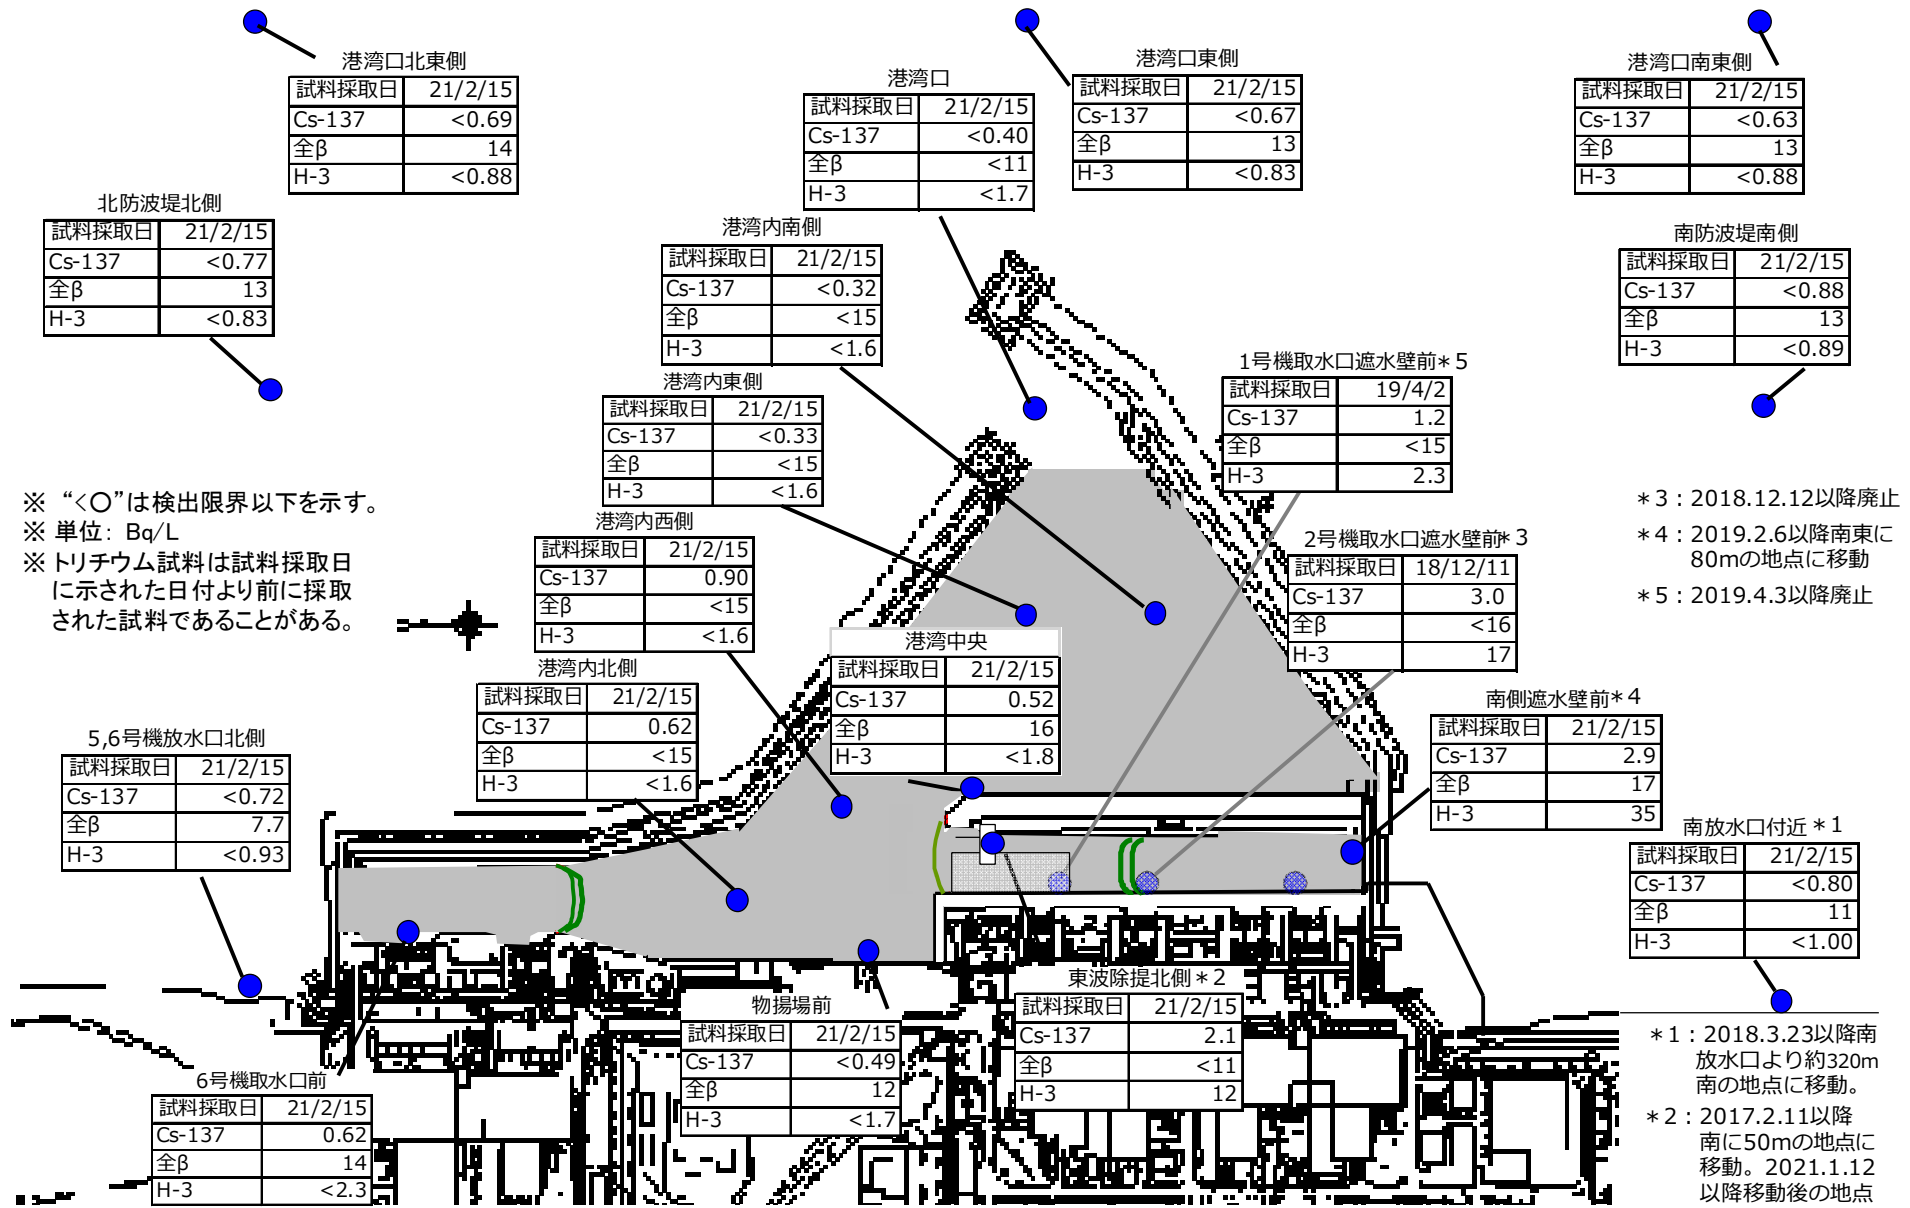 港湾口北東側
試料採取日 21/2/15
Cs-137 <0.69
全β 14
H-3 <0.88
港湾口
試料採取日 21/2/15
Cs-137 <0.40
全β <11
H-3 <1.7
港湾口東側
試料採取日 21/2/15
Cs-137 <0.67
全β 13
H-3 <0.83
港湾口南東側
試料採取日 21/2/15
Cs-137 <0.63
全β 13
H-3 <0.88
北防波堤北側
試料採取日 21/2/15
Cs-137 <0.77
全β 13
H-3 <0.83
港湾内南側
試料採取日 21/2/15
Cs-137 <0.32
全β <15
H-3 <1.6
南防波堤南側
試料採取日 21/2/15
Cs-137 <0.88
全β 13
H-3 <0.89
港湾内東側
試料採取日 21/2/15
Cs-137 <0.33
全β <15
H-3 <1.6
1号機取水口遮水壁前*5
試料採取日 19/4/2
Cs-137 1.2
全β <15
H-3 2.3
※ “<○”は検出限界以下を示す。
※ 単位: Bq/L
※ トリチウム試料は試料採取日
に示された日付より前に採取
された試料であることがある。
港湾内西側
試料採取日 21/2/15
Cs-137 0.90
全β <15
H-3 <1.6
2号機取水口遮水壁前*3
試料採取日 18/12/11
Cs-137 3.0
全β <16
H-3 17
*3:2018.12.12以降廃止
*4:2019.2.6以降南東に
80mの地点に移動
*5:2019.4.3以降廃止
港湾内北側
試料採取日 21/2/15
Cs-137 0.62
全β <15
H-3 <1.6
港湾中央
試料採取日 21/2/15
Cs-137 0.52
全β 16
H-3 <1.8
南側遮水壁前*4
試料採取日 21/2/15
Cs-137 2.9
全β 17
H-3 35
5,6号機放水口北側
試料採取日 21/2/15
Cs-137 <0.72
全β 7.7
H-3 <0.93
南放水口付近*1
試料採取日 21/2/15
Cs-137 <0.80
全β 11
H-3 <1.00
物揚場前
試料採取日 21/2/15
Cs-137 <0.49
全β 12
H-3 <1.7
東波除提北側*2
試料採取日 21/2/15
Cs-137 2.1
全β <11
H-3 12
6号機取水口前
試料採取日 21/2/15
Cs-137 0.62
全β 14
H-3 <2.3
*1:2018.3.23以降南
放水口より約320m
南の地点に移動。
*2:2017.2.11以降
南に50mの地点に
移動。2021.1.12
以降移動後の地点